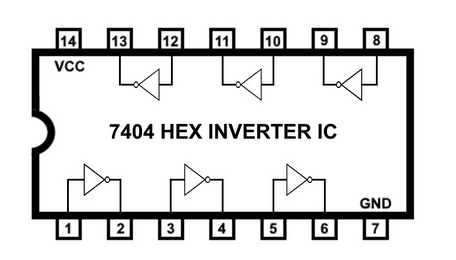 14 13 12 11 10 9 8
VCC
7404 HEX INVERTER IC
GND
1 2 3 4 5 6 7